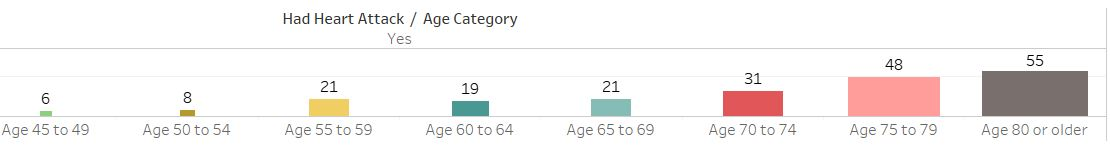 Had Heart Attack / Age Category
Yes
6 8 21 19 21 31 48 55
Age 45 to 49 Age 50 to 54 Age 55 to 59 Age 60 to 64 Age 65 to 69 Age 70 to 74 Age 75 to 79 Age 80 or older